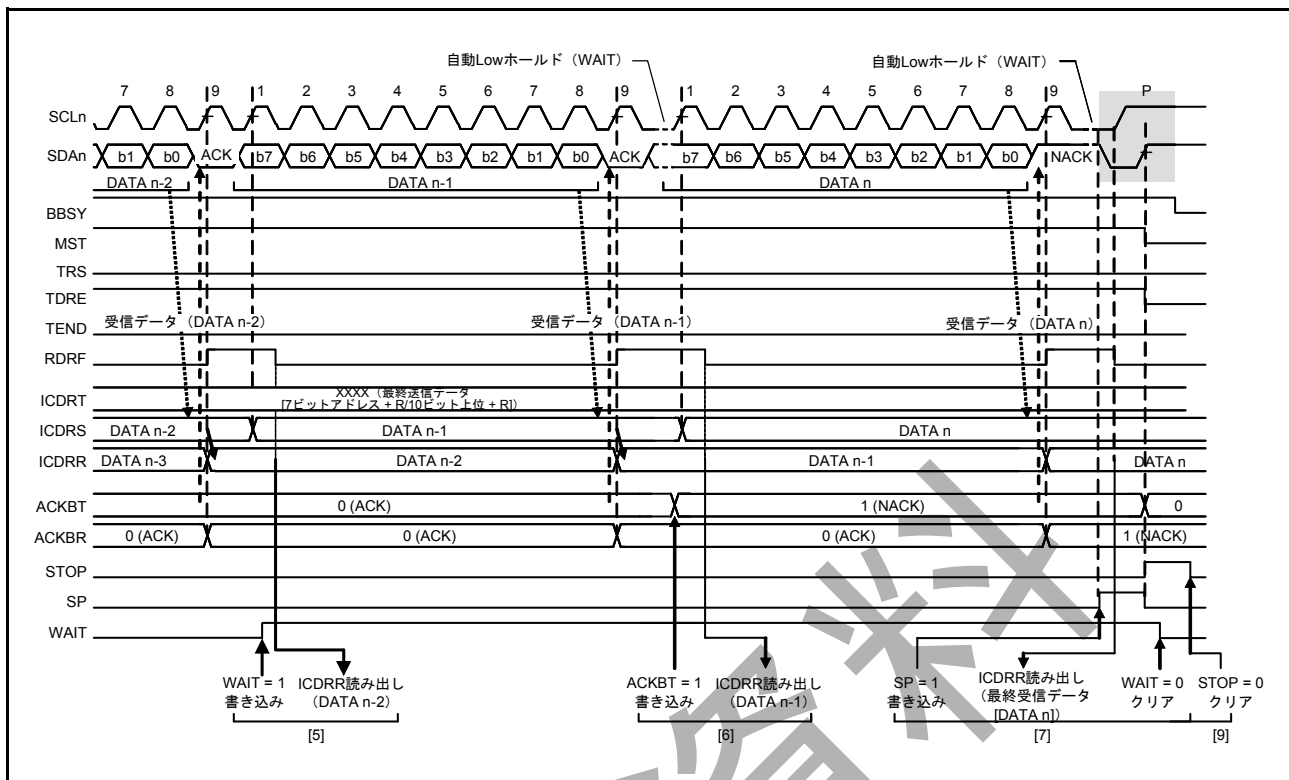 自動Lowホールド（WAIT） 自動Lowホールド（WAIT）
7 8 9 1 2 3 4 5 6 7 8 9 1 2 3 4 5 6 7 8 9 P
SCLn
SDAn b1 b0 ACK b7 b6 b5 b4 b3 b2 b1 b0 ACK b7 b6 b5 b4 b3 b2 b1 b0 NACK
DATA n-2 DATA n-1 DATA n
BBSY
MST
TRS
TDRE
TEND
受信データ（DATA n-2） 受信データ（DATA n-1） 受信データ（DATA n）
RDRF
ICDRT
XXXX（最終送信データ
[7ビットアドレス + R/10ビット上位 + R]）
ICDRS DATA n-2 DATA n-1 DATA n
ICDRR DATA n-3 DATA n-2 DATA n-1 DATA n
ACKBT 0 (ACK) 1 (NACK) 0
ACKBR 0 (ACK) 0 (ACK) 0 (ACK) 1 (NACK)
STOP
SP
WAIT
WAIT = 1
書き込み
ICDRR読み出し
（DATA n-2）
[5]
ACKBT = 1
書き込み
ICDRR読み出し
（DATA n-1）
[6]
SP = 1
書き込み
ICDRR読み出し
（最終受信データ
[DATA n]）
WAIT = 0
クリア
[7]
STOP = 0
クリア
[9]
資料